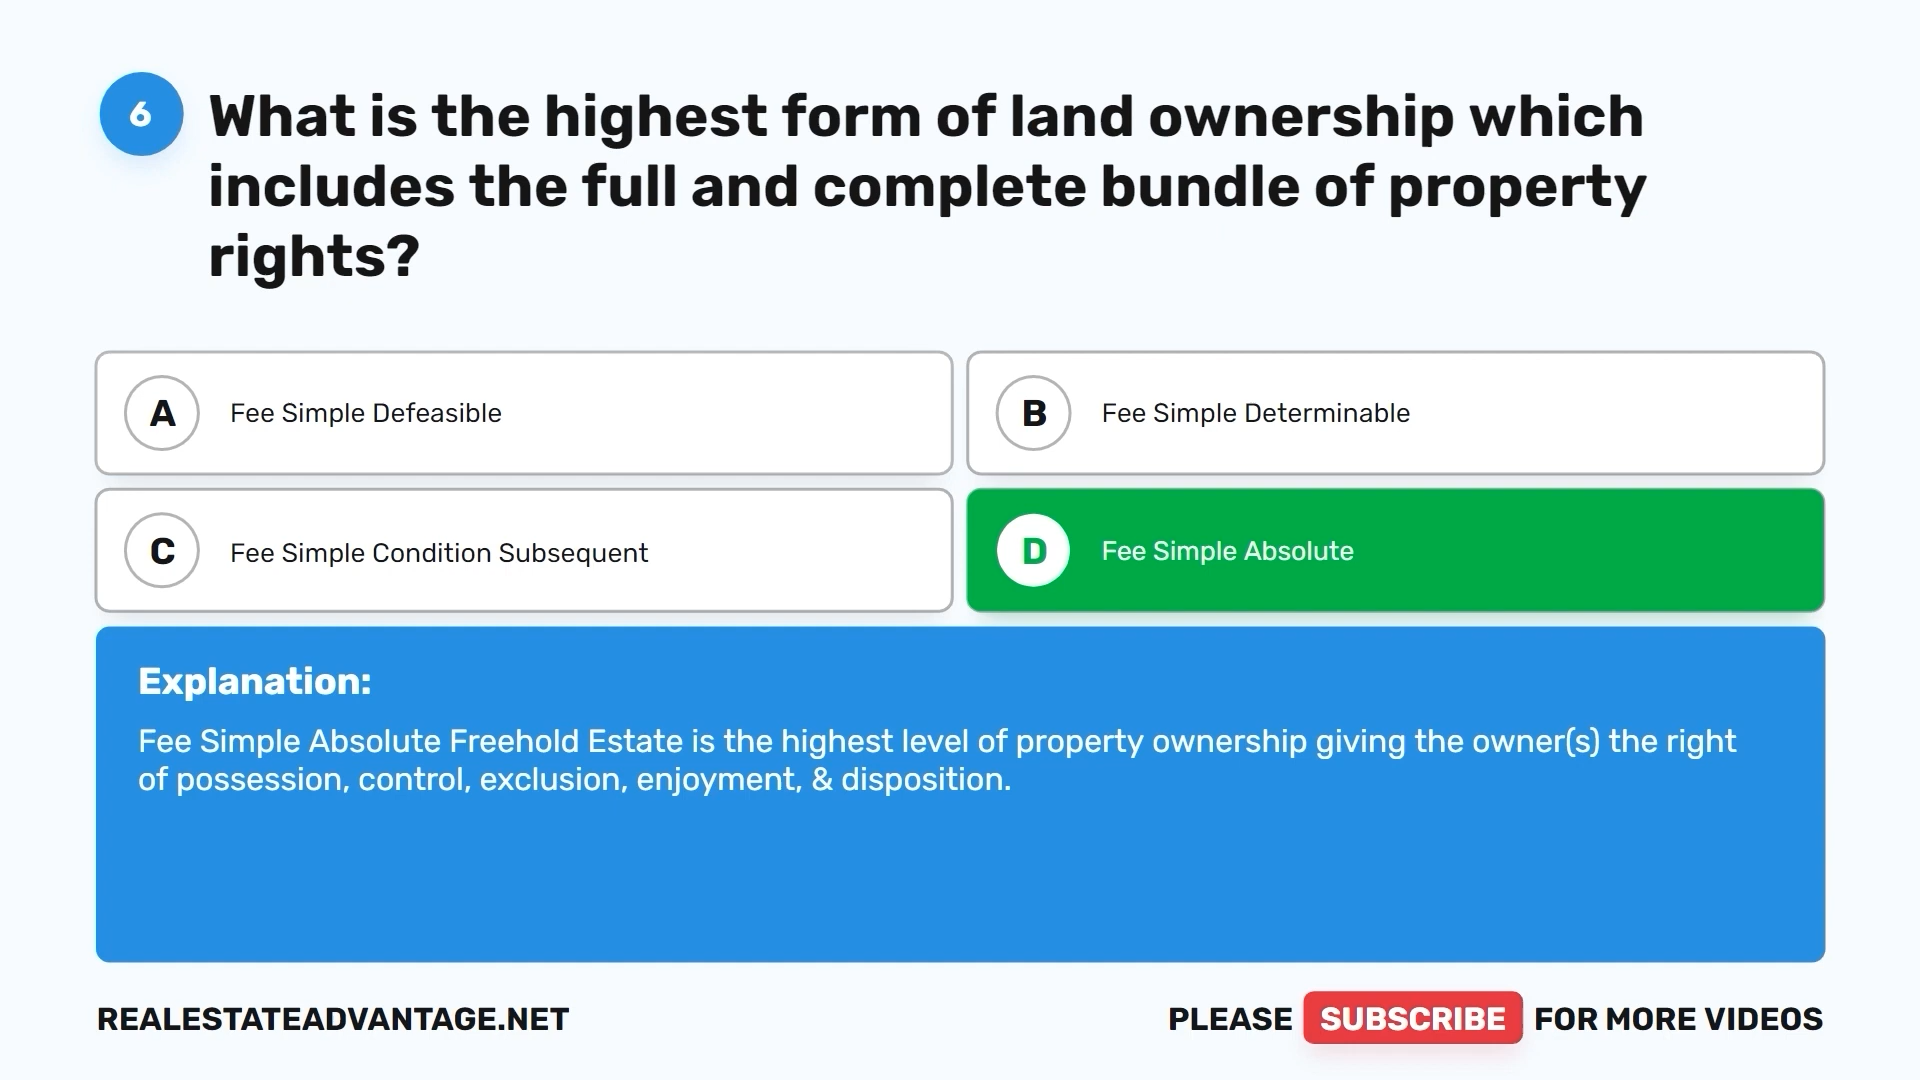 6
What is the highest form of land ownership which
includes the full and complete bundle of property
rights?
A Fee Simple Defeasible
B Fee Simple Determinable
C Fee Simple Condition Subsequent
D Fee Simple Absolute
Explanation:
Fee Simple Absolute Freehold Estate is the highest level of property ownership giving the owner(s) the right
of possession, control, exclusion, enjoyment, & disposition.
REALESTATEADVANTAGE.NET
PLEASE SUBSCRIBE FOR MORE VIDEOS